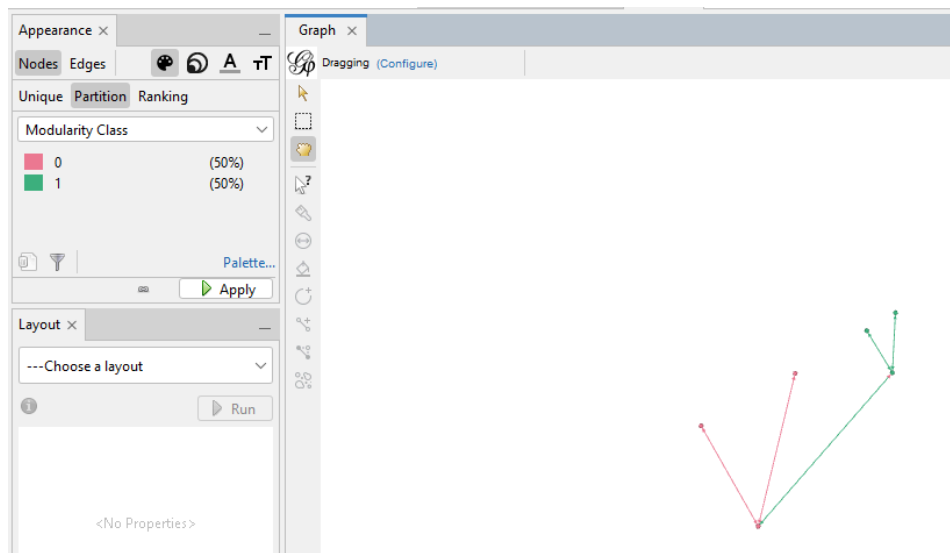 Appearance
Nodes Edges A TT
Unique Partition Ranking
Modularity Class
0 (50%)
1 (50%)
Palette...
Apply
Layout
---Choose a layout
Run
<No Properties>
Graph
Dragging (Configure)